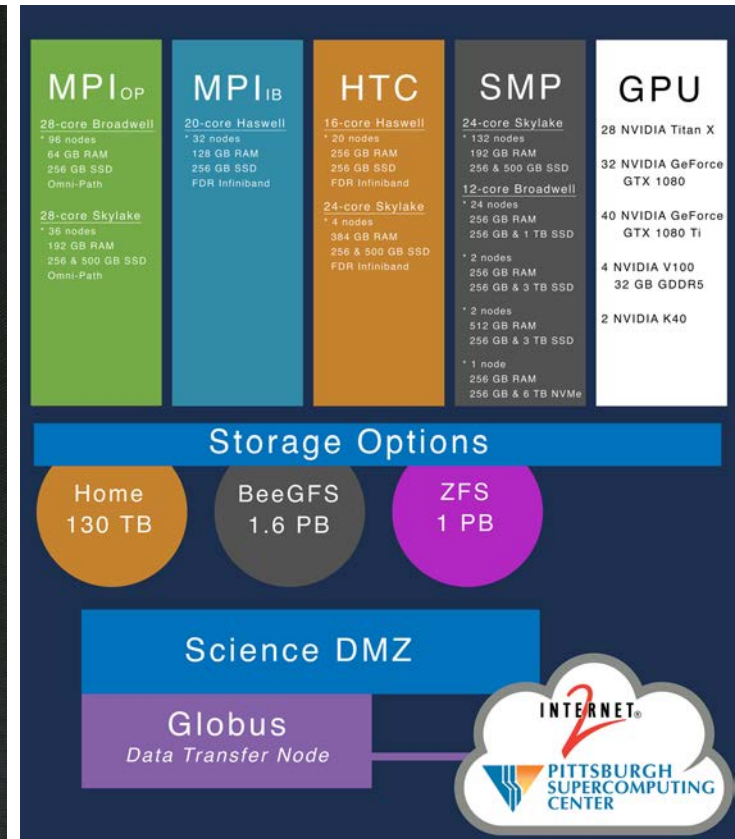 MPIOP
28-core Broadwell
* 96 nodes
64 GB RAM
256 GB SSD
Omni-Path
28-core Skylake
* 36 nodes
192 GB RAM
256 & 500 GB SSD
Omni-Path
MPIIB
20-core Haswell
* 32 nodes
128 GB RAM
256 GB SSD
FDR Infiniband
HTC
16-core Haswell
* 20 nodes
256 GB RAM
256 GB SSD
FDR Infiniband
24-core Skylake
* 4 nodes
384 GB RAM
256 & 500 GB SSD
FDR Infiniband
SMP
24-core Skylake
* 132 nodes
192 GB RAM
256 & 500 GB SSD
12-core Broadwell
* 24 nodes
256 GB RAM
256 GB & 1 TB SSD
* 2 nodes
256 GB RAM
256 GB & 3 TB SSD
* 2 nodes
512 GB RAM
256 GB & 3 TB SSD
* 1 node
256 GB RAM
256 GB & 6 TB NVMe
GPU
28 NVIDIA Titan X
32 NVIDIA GeForce
GTX 1080
40 NVIDIA GeForce
GTX 1080 Ti
4 NVIDIA V100
32 GB GDDR5
2 NVIDIA K40
Storage Options
Home
130 TB
BeeGFS
1.6 PB
ZFS
1 PB
Science DMZ
Globus
Data Transfer Node
INTERNET®
2
PITTSBURGH
SUPERCOMPUTING
CENTER